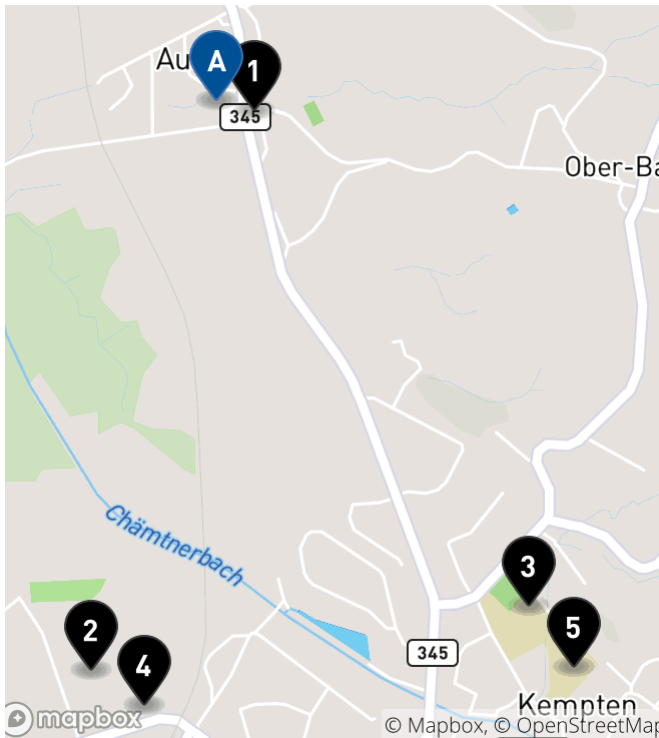 Au
A
1
345
Ober-Ba
Chämtnerbach
3
2
5
345
4
Kempten
mapbox
© Mapbox, © OpenStreetMap